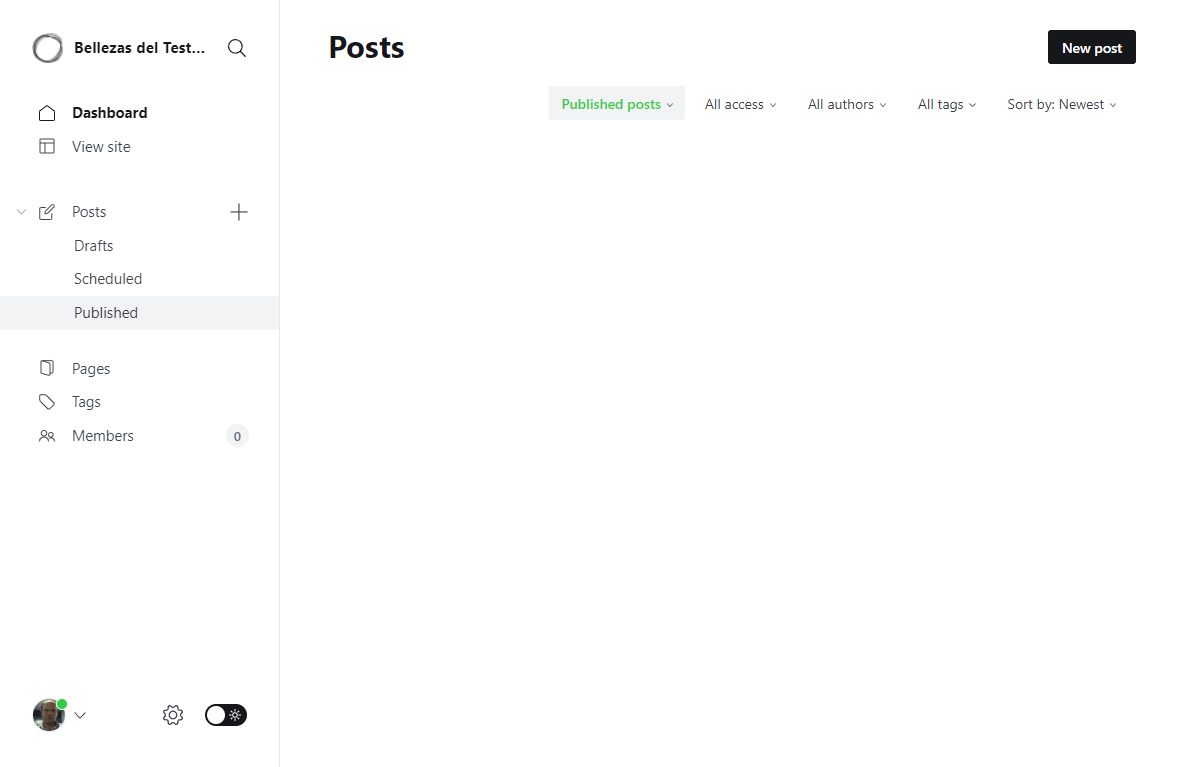 Bellezas del Test...
Dashboard
View site
Posts
Drafts
Scheduled
Published
Pages
Tags
Members
0
Posts
New post
Published posts
All access
All authors
All tags
Sort by: Newest